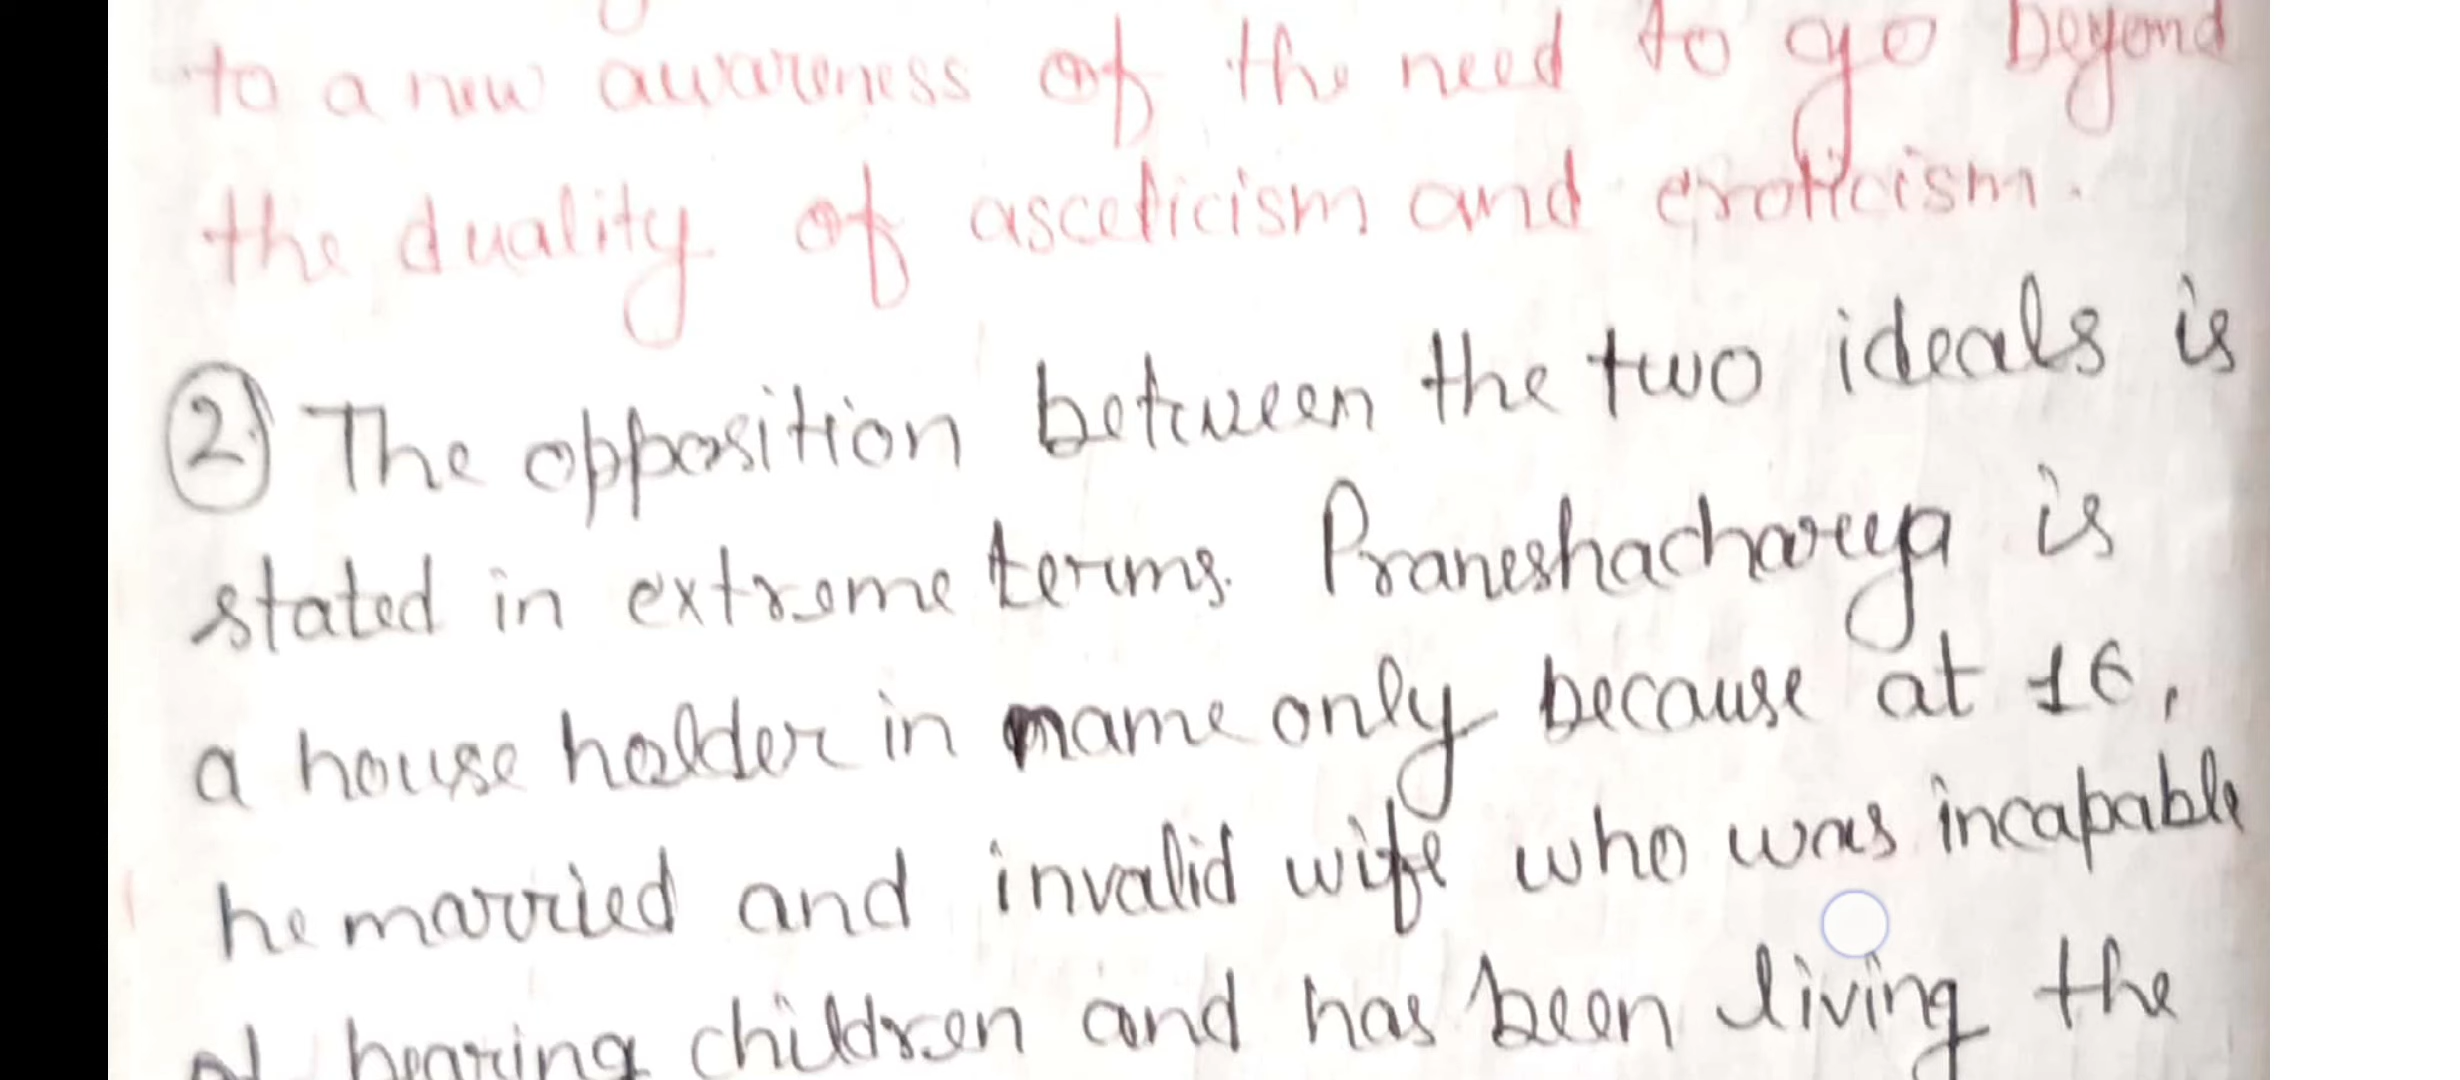 to a new awareness of the need to go beyond
the duality of asceticism and eroticism.
② The opposition between the two ideals is
stated in extreme terms. Praneshacharya is
a house holder in name only because at 16,
he married and invalid wife who was incapable
of bearing children and has been living the